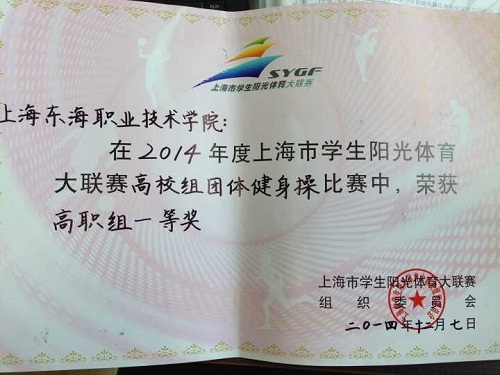 SYGF
上海市学生阳光体育大联赛
上海东海职业技术学院：
在2014年度上海市学生阳光体育
大联赛高校组团体健身操比赛中，荣获
高职组一等奖
上海市学生阳光体育大联赛
组织委员会
二〇一四年十二月七日